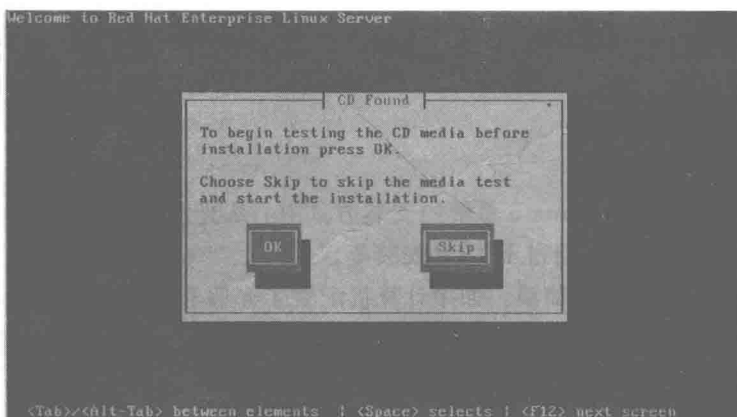 Welcome to Red Hat Enterprise Linux Server
CD Found
To begin testing the CD media before
installation press OK.
Choose Skip to skip the media test
and start the installation.
OK
Skip
<Tab>/<Alt-Tab> between elements | <Space> selects | <F12> next screen